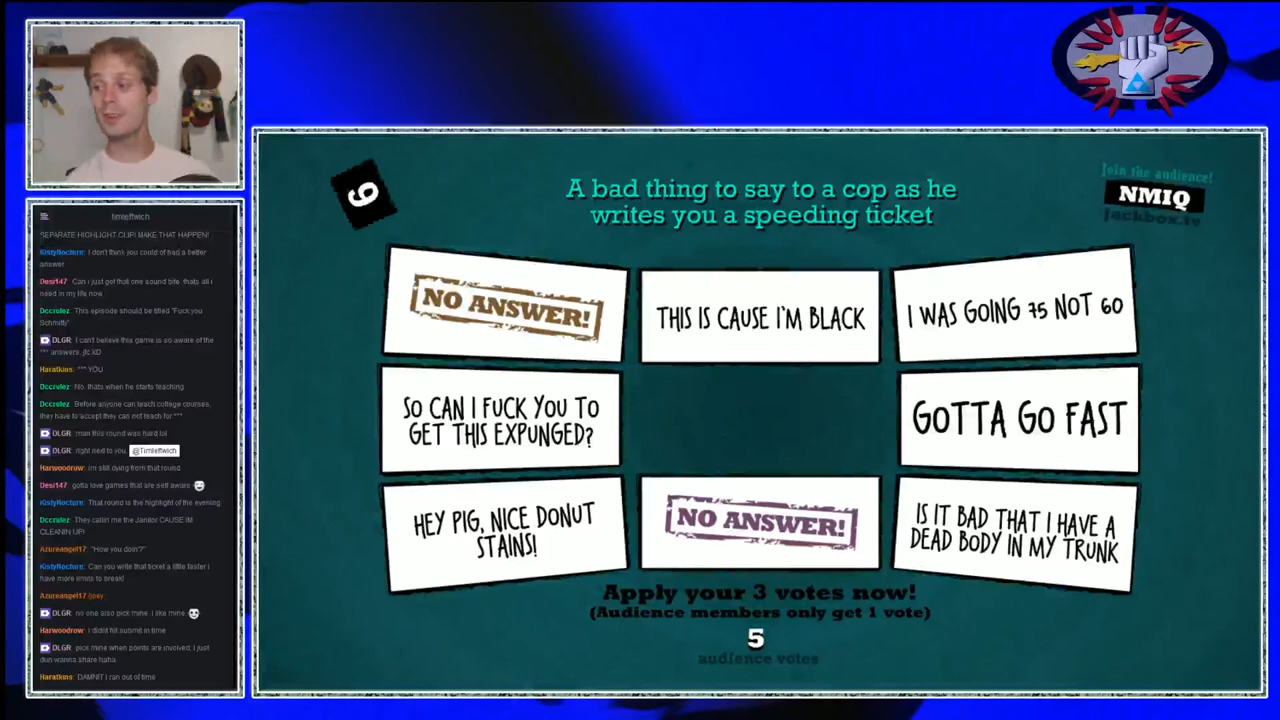 timleftwich
SEPARATE HIGHLIGHT CLIP! MAKE THAT HAPPEN!
KistyNocturn: I don't think you could of had a better
answer
Desi147: Can i just get that one sound bite. thats all i
need in my life now
Dccrulez: This episode should be titled "Fuck you
Schmitty"
DLGR: I can't believe this game is so aware of the
*** answers. jfc XD
Haratkins: *** YOU
Dccrulez: No, thats when he starts teaching
Dccrulez: Before anyone can teach college courses,
they have to accept they can not teach for ***
DLGR: man this round was hard lol
DLGR: right next to you, @Timleftwich
Harwoodrow: im still dying from that round
Desi147: gotta love games that are self aware
KistyNocturn: That round is the highlight of the evening
Dccrulez: They callin me the Janitor CAUSE IM
CLEANIN UP!
Azureangel17: "How you doin'?"
KistyNocturn: Can you write that ticket a little faster i
have more limits to break!
Azureangel17: /joey
DLGR: no one also pick mine. I like mine
Harwoodrow: i didnt hit submit in time
DLGR: pick mine when points are involved, I just
dun wanna share haha
Haratkins: DAMNIT i ran out of time
6
A bad thing to say to a cop as he
writes you a speeding ticket
Join the audience!
NMIQ
jackbox.tv
NO ANSWER!
THIS IS CAUSE I'M BLACK
I WAS GOING 75 NOT 60
SO CAN I FUCK YOU TO
GET THIS EXPUNGED?
GOTTA GO FAST
HEY PIG, NICE DONUT
STAINS!
NO ANSWER!
IS IT BAD THAT I HAVE A
DEAD BODY IN MY TRUNK
Apply your 3 votes now!
(Audience members only get 1 vote)
5
audience votes